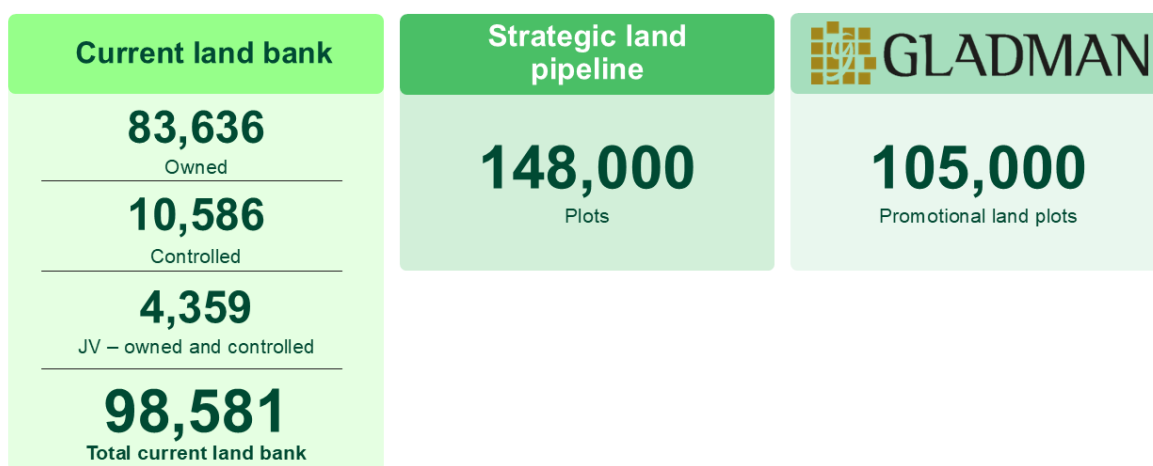 Current land bank
83,636
Owned
10,586
Controlled
4,359
JV – owned and controlled
98,581
Total current land bank
Strategic land
pipeline
148,000
Plots
GLADMAN
105,000
Promotional land plots